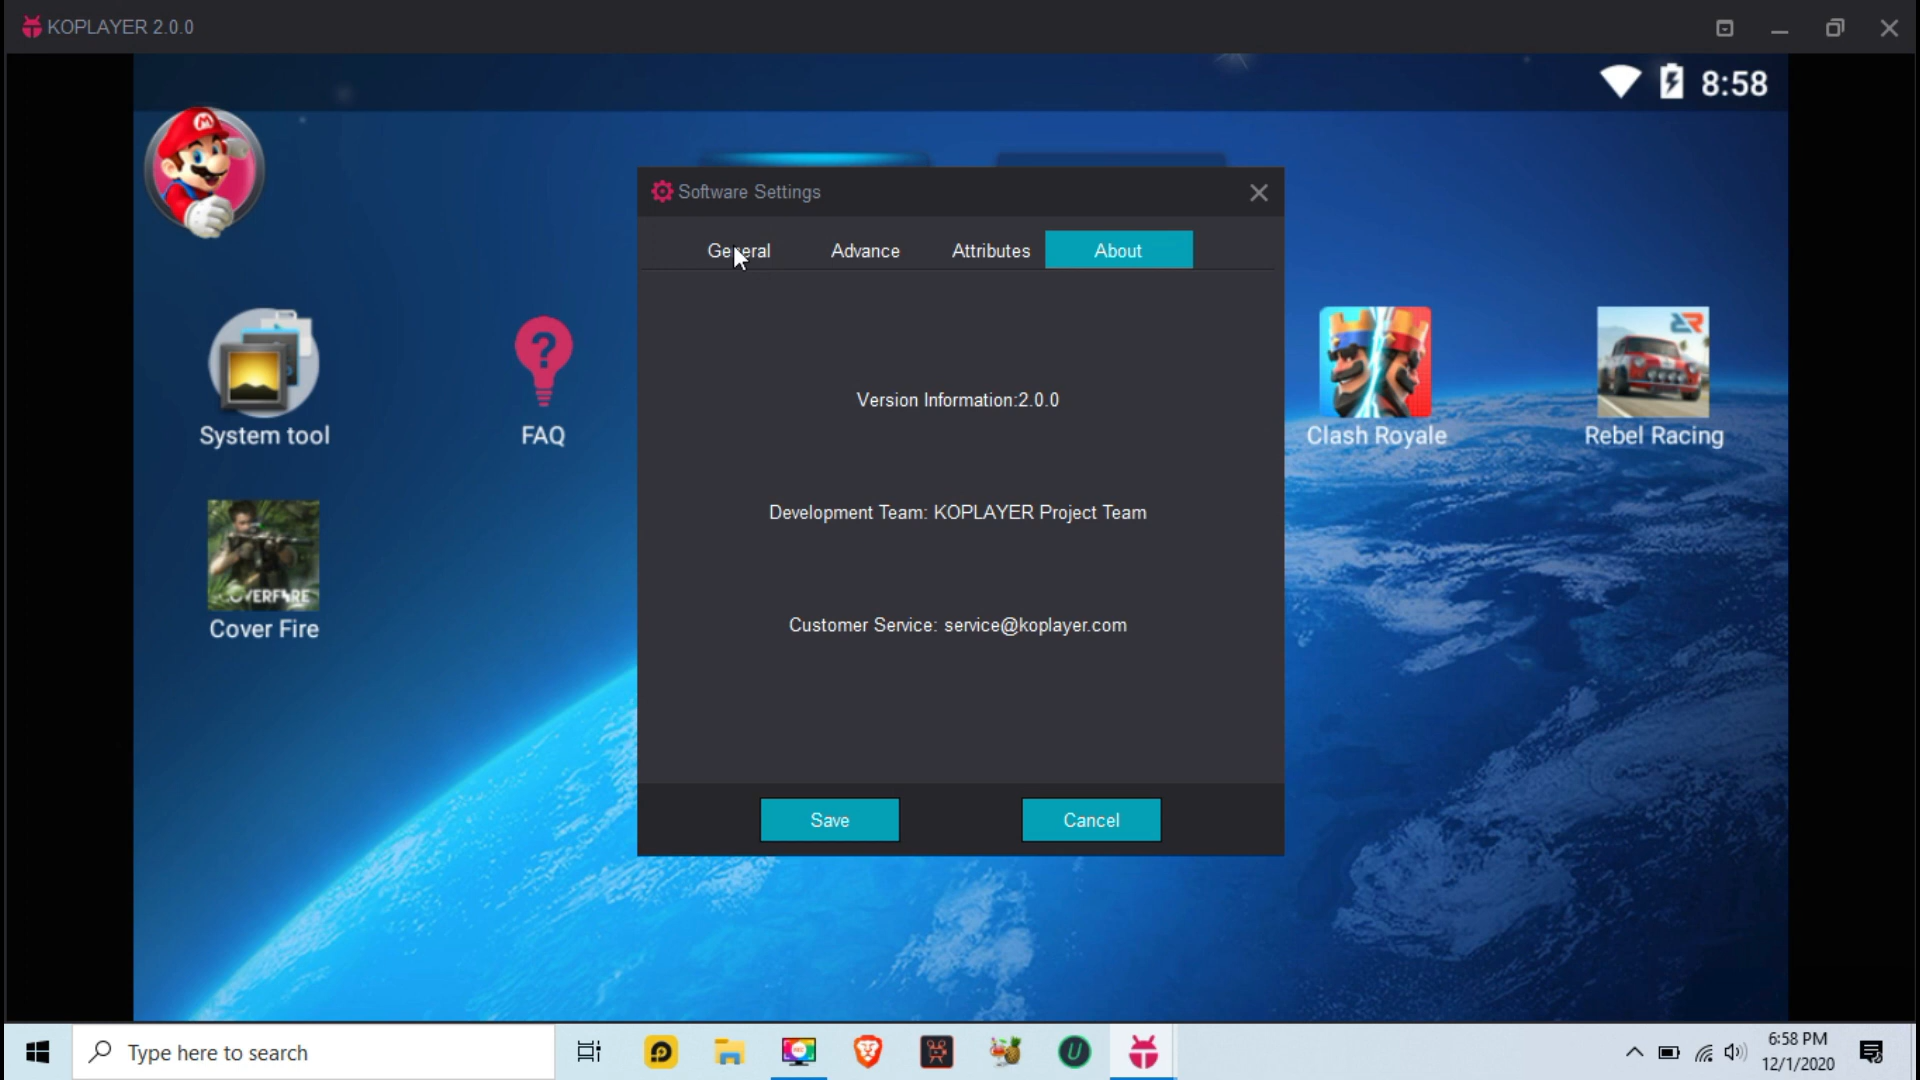 KOPLAYER 2.0.0
8:58
M
Software Settings
General
Advance
Attributes
About
Version Information:2.0.0
Development Team: KOPLAYER Project Team
Customer Service: service@koplayer.com
Save
Cancel
System tool
?
FAQ
Clash Royale
RR
Rebel Racing
Cover Fire
Type here to search
6:58 PM
12/1/2020